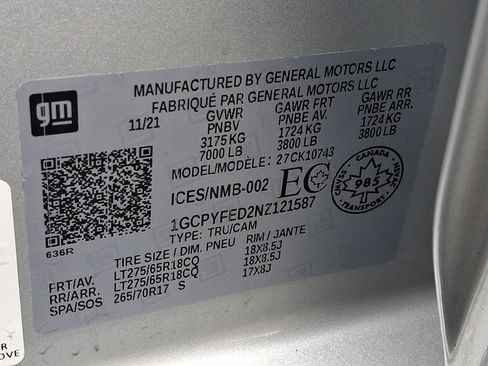 gm
MANUFACTURED BY GENERAL MOTORS LLC
FABRIQUÉ PAR GENERAL MOTORS LLC
11/21
GVWR GAWR FRT GAWR RR
PNBV PNBE AV. PNBE ARR.
3175 KG 1724 KG 1724 KG
7000 LB 3800 LB 3800 LB
MODEL/MODÈLE: 27CK10743
ICES/NMB-002 EC
CANADA
985
1GCPYFED2NZ121587
TYPE: TRU/CAM
636R
TIRE SIZE / DIM. PNEU RIM / JANTE
FRT/AV. LT275/65R18CQ 18X8.5J
RR/ARR. LT275/65R18CQ 18X8.5J
SPA/SOS 265/70R17 S 17X8J
R
OVE